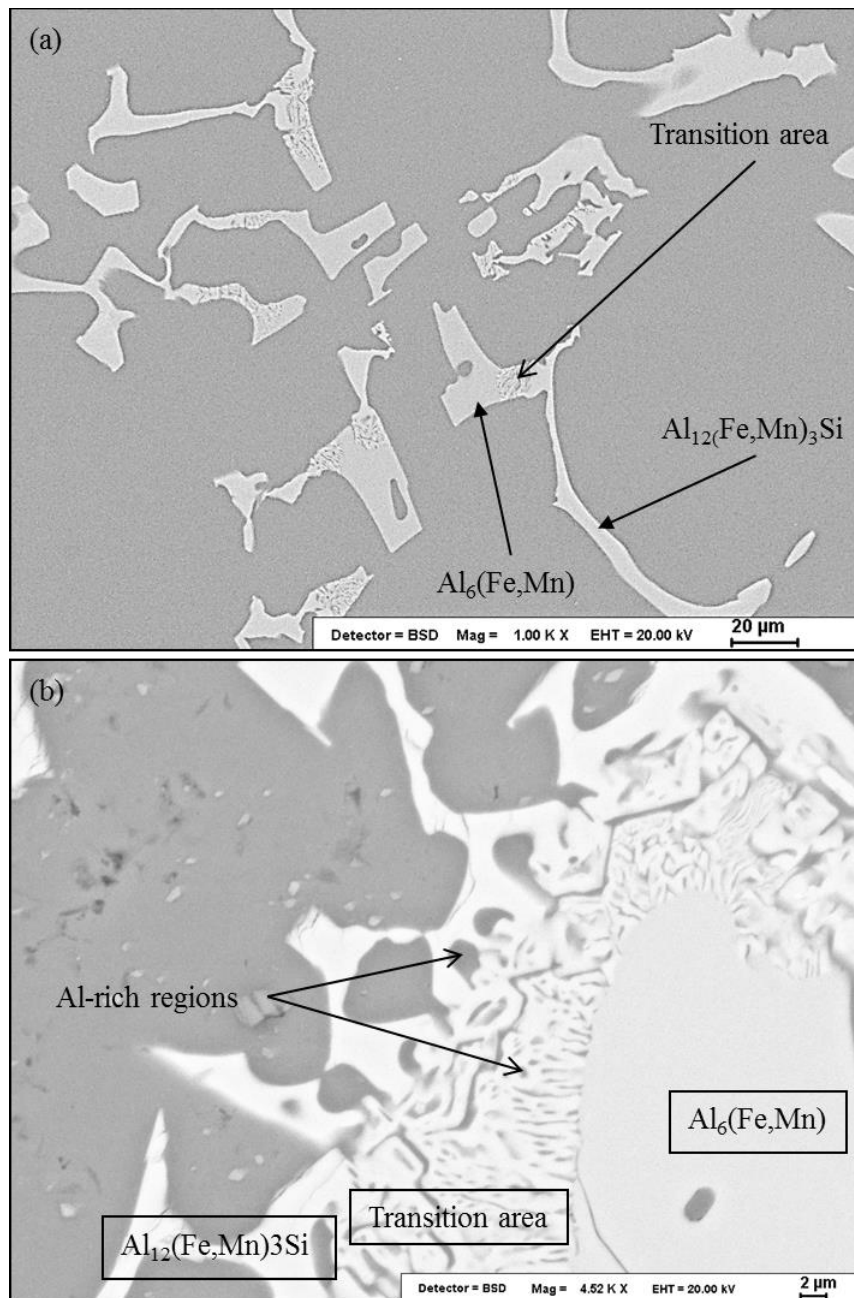 (a)
Transition area
Al₁₂₍Fe,Mn)₃Si
Al₆(Fe,Mn)
Detector = BSD Mag = 1.00 K X EHT = 20.00 kV 20 µm
(b)
Al-rich regions
Al₆(Fe,Mn)
Transition area
Al₁₂(Fe,Mn)3Si
Detector = BSD Mag = 4.52 K X EHT = 20.00 kV 2 µm